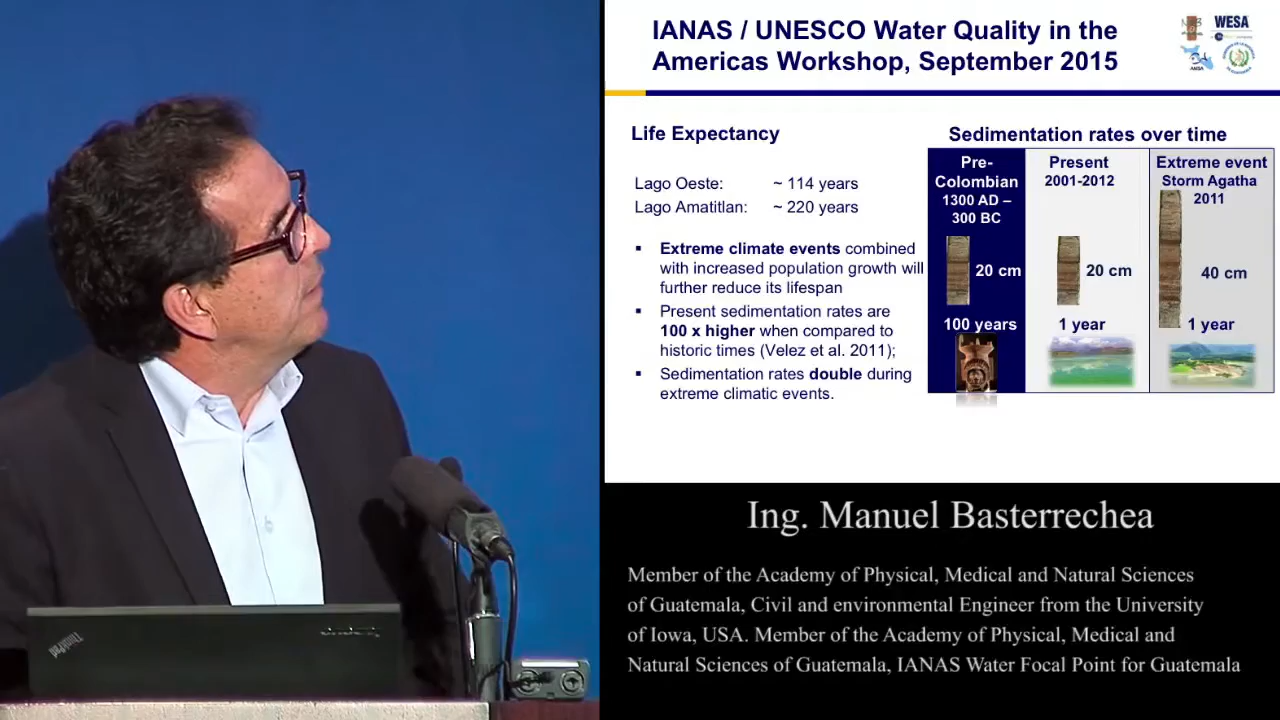 IANAS / UNESCO Water Quality in the
Americas Workshop, September 2015
WESA
ANSA
Life Expectancy
Lago Oeste: ~ 114 years
Lago Amatitlan: ~ 220 years
▪ Extreme climate events combined
with increased population growth will
further reduce its lifespan
▪ Present sedimentation rates are
100 x higher when compared to
historic times (Velez et al. 2011);
▪ Sedimentation rates double during
extreme climatic events.
Sedimentation rates over time
Pre-
Colombian
1300 AD –
300 BC
20 cm
100 years
Present
2001-2012
20 cm
1 year
Extreme event
Storm Agatha
2011
40 cm
1 year
Ing. Manuel Basterrechea
Member of the Academy of Physical, Medical and Natural Sciences
of Guatemala, Civil and environmental Engineer from the University
of Iowa, USA. Member of the Academy of Physical, Medical and
Natural Sciences of Guatemala, IANAS Water Focal Point for Guatemala
ThinkPad